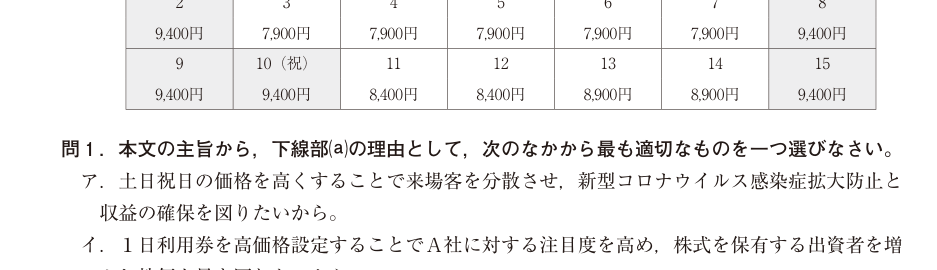 2 3 4 5 6 7 8
9,400円 7,900円 7,900円 7,900円 7,900円 7,900円 9,400円
9 10（祝） 11 12 13 14 15
9,400円 9,400円 8,400円 8,400円 8,900円 8,900円 9,400円
問１．本文の主旨から，下線部(a)の理由として，次のなかから最も適切なものを一つ選びなさい。
ア．土日祝日の価格を高くすることで来場客を分散させ，新型コロナウイルス感染症拡大防止と
収益の確保を図りたいから。
イ．１日利用券を高価格設定することでＡ社に対する注目度を高め，株式を保有する出資者を増